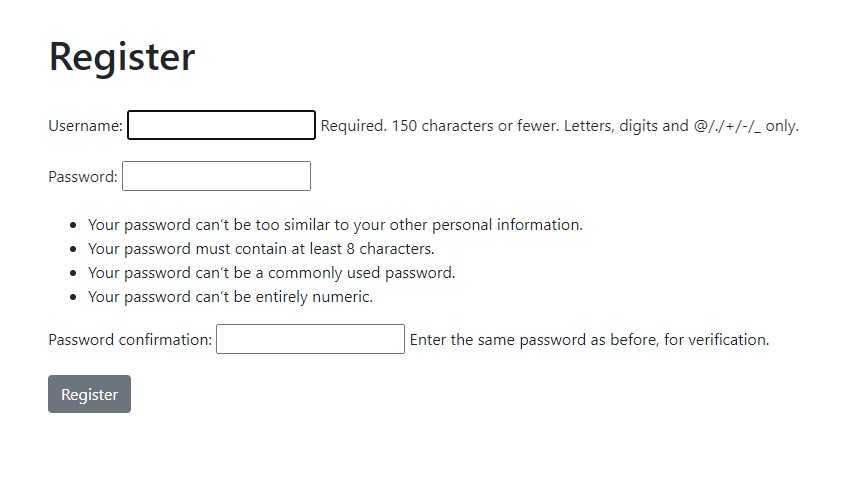 Register
Username: Required. 150 characters or fewer. Letters, digits and @/./+/-/_ only.
Password:
• Your password can't be too similar to your other personal information.
• Your password must contain at least 8 characters.
• Your password can't be a commonly used password.
• Your password can't be entirely numeric.
Password confirmation: Enter the same password as before, for verification.
Register